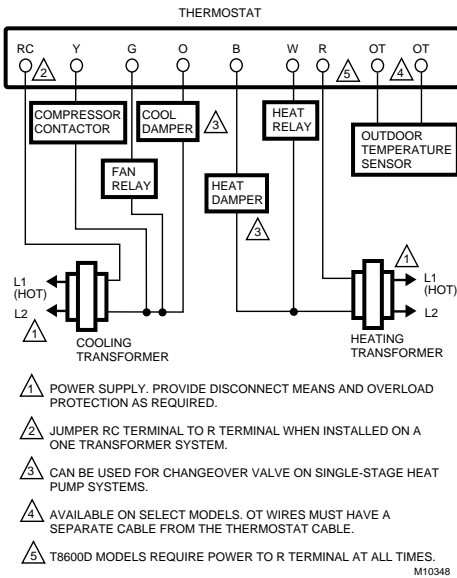 THERMOSTAT
RC Y G O B W R OT OT
2 5 4
COMPRESSOR
CONTACTOR
COOL
DAMPER
3
HEAT
RELAY
OUTDOOR
TEMPERATURE
SENSOR
FAN
RELAY
HEAT
DAMPER
3
L1
(HOT)
L2
1
COOLING
TRANSFORMER
1
L1
(HOT)
L2
HEATING
TRANSFORMER
1 POWER SUPPLY. PROVIDE DISCONNECT MEANS AND OVERLOAD
PROTECTION AS REQUIRED.
2 JUMPER RC TERMINAL TO R TERMINAL WHEN INSTALLED ON A
ONE TRANSFORMER SYSTEM.
3 CAN BE USED FOR CHANGEOVER VALVE ON SINGLE-STAGE HEAT
PUMP SYSTEMS.
4 AVAILABLE ON SELECT MODELS. OT WIRES MUST HAVE A
SEPARATE CABLE FROM THE THERMOSTAT CABLE.
5 T8600D MODELS REQUIRE POWER TO R TERMINAL AT ALL TIMES.
M10348